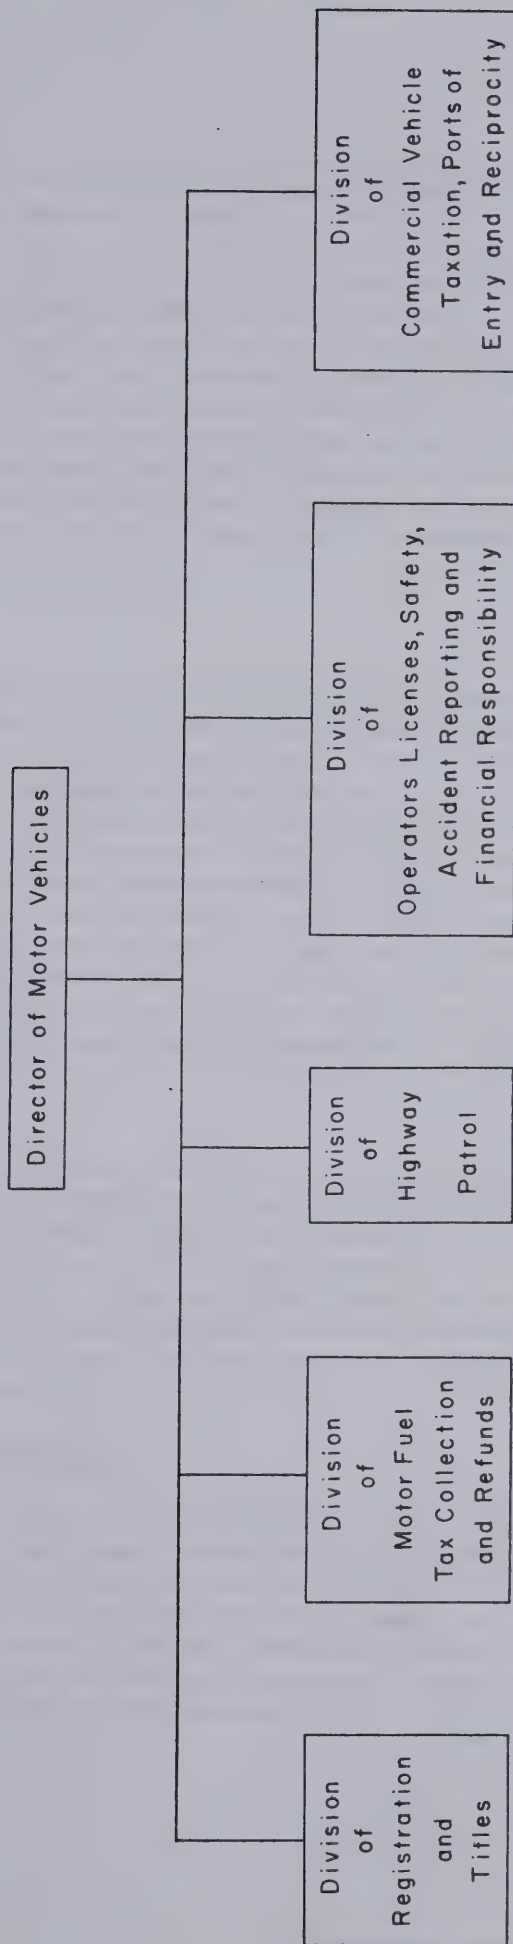 Director of Motor Vehicles
Division
of
Registration
and
Titles
Division
of
Motor Fuel
Tax Collection
and Refunds
Division
of
Highway
Patrol
Division
of
Operators Licenses, Safety,
Accident Reporting and
Financial Responsibility
Division
of
Commercial Vehicle
Taxation, Ports of
Entry and Reciprocity